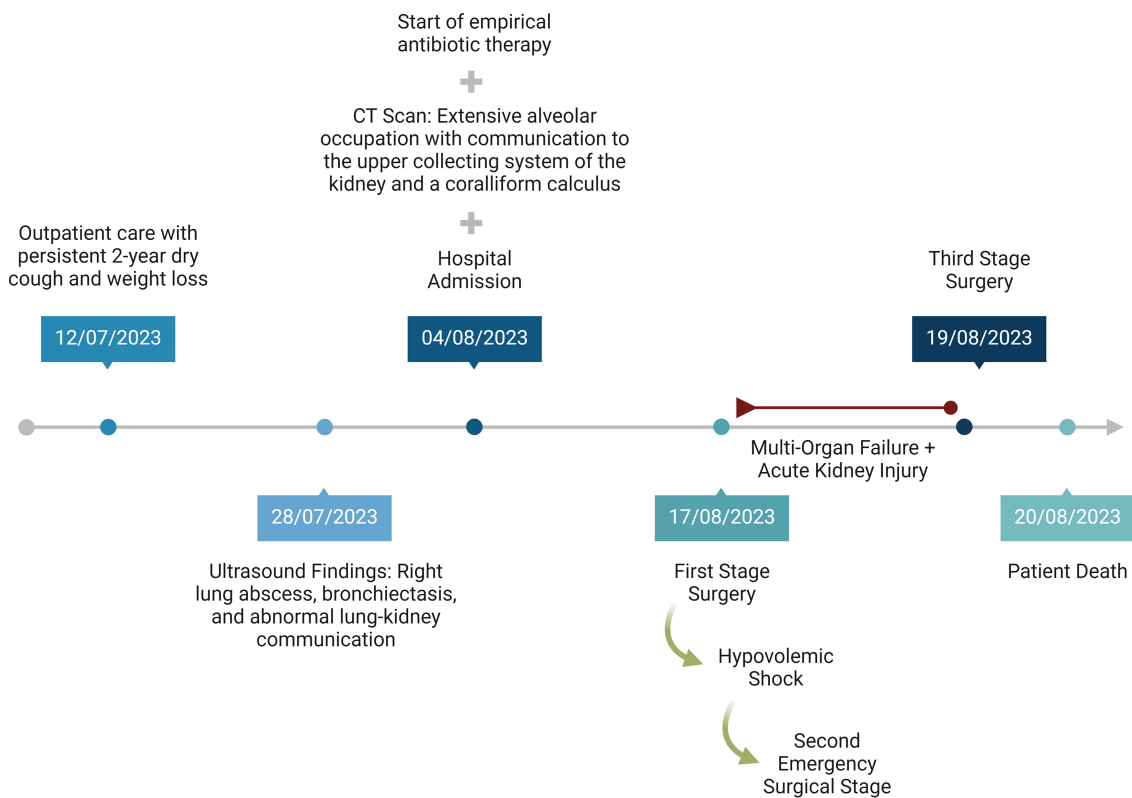 Start of empirical
antibiotic therapy
CT Scan: Extensive alveolar
occupation with communication to
the upper collecting system of the
kidney and a coralliform calculus
Outpatient care with
persistent 2-year dry
cough and weight loss
Hospital
Admission
Third Stage
Surgery
12/07/2023
04/08/2023
19/08/2023
Multi-Organ Failure +
Acute Kidney Injury
28/07/2023
17/08/2023
20/08/2023
Ultrasound Findings: Right
lung abscess, bronchiectasis,
and abnormal lung-kidney
communication
First Stage
Surgery
Patient Death
Hypovolemic
Shock
Second
Emergency
Surgical Stage